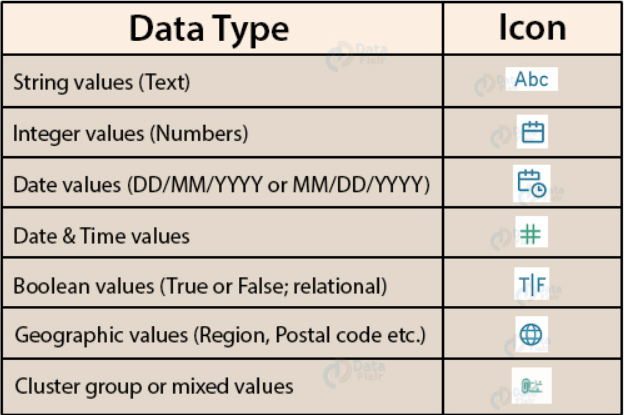 Data Type Icon
String values (Text) Abc
Integer values (Numbers)
Date values (DD/MM/YYYY or MM/DD/YYYY)
Date & Time values #
Boolean values (True or False; relational) T|F
Geographic values (Region, Postal code etc.)
Cluster group or mixed values
Data
Flair